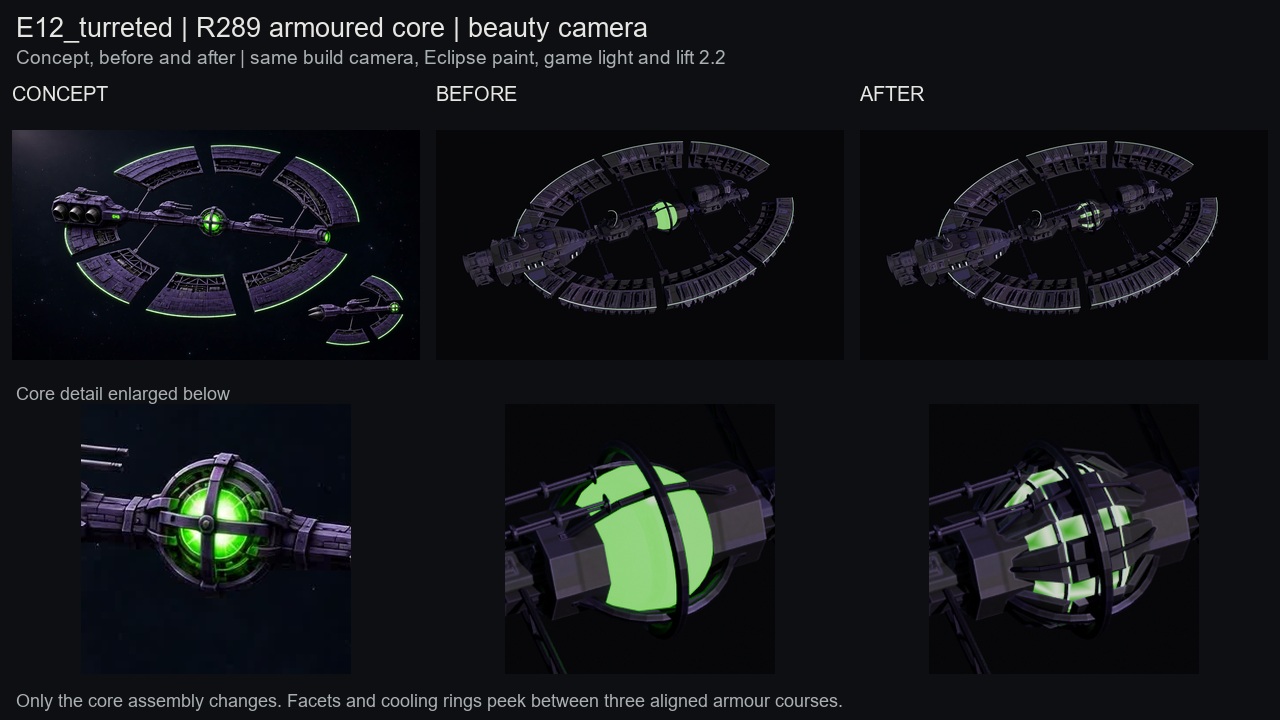 E12_turreted | R289 armoured core | beauty camera
Concept, before and after | same build camera, Eclipse paint, game light and lift 2.2
CONCEPT
BEFORE
AFTER
Core detail enlarged below
Only the core assembly changes. Facets and cooling rings peek between three aligned armour courses.